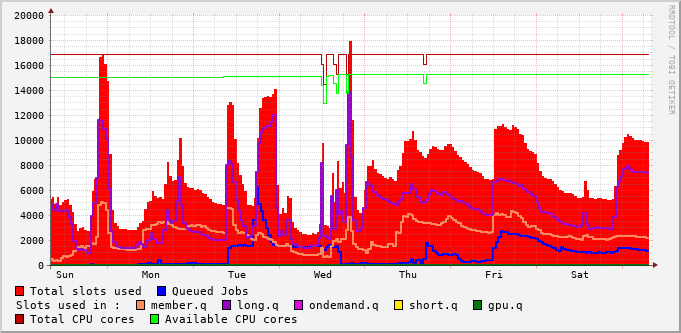 20000
18000
16000
14000
12000
10000
8000
6000
4000
2000
0
Sun Mon Tue Wed Thu Fri Sat
RRDTOOL / TOBI OETIKER
Total slots used Queued Jobs
Slots used in : member.q long.q ondemand.q short.q gpu.q
Total CPU cores Available CPU cores